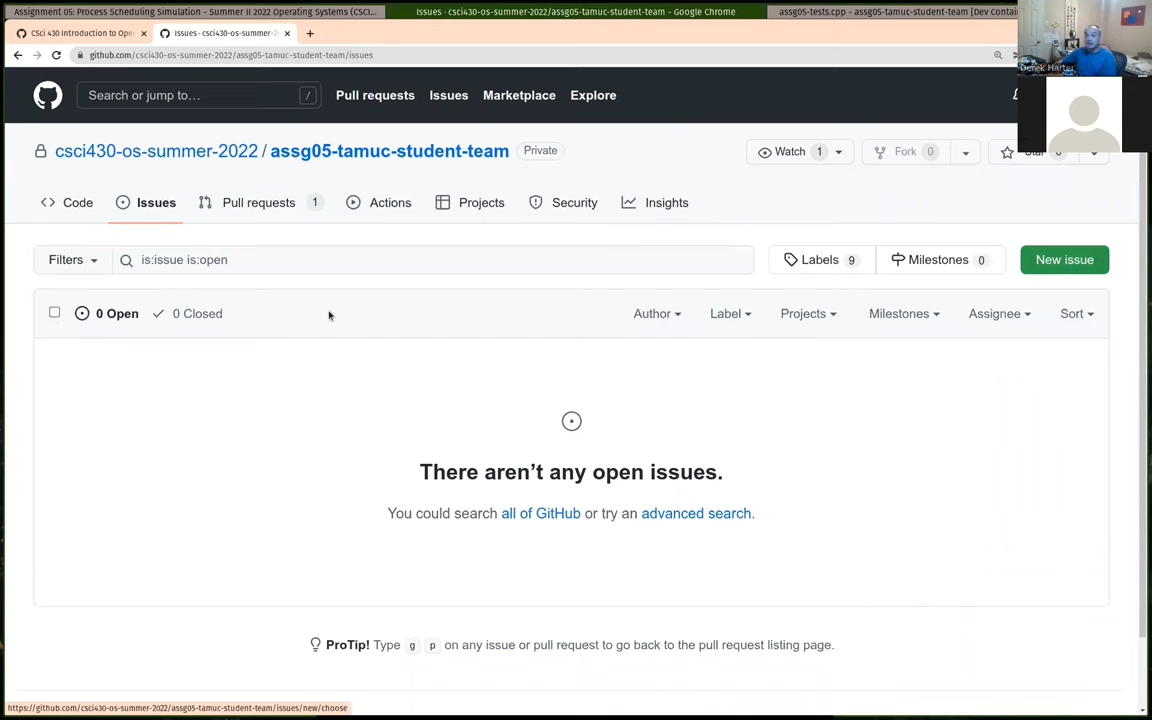 Assignment 05: Process Scheduling Simulation - Summer II 2022 Operating Systems (CSCI...
Issues · csci430-os-summer-2022/assg05-tamuc-student-team - Google Chrome
assg05-tests.cpp - assg05-tamuc-student-team [Dev Contain
CSci 430 Introduction to Ope
Issues · csci430-os-summer-2
github.com/csci430-os-summer-2022/assg05-tamuc-student-team/issues
Derek Harter
Search or jump to... /
Pull requests Issues Marketplace Explore
csci430-os-summer-2022 / assg05-tamuc-student-team Private
Watch 1 Fork 0 Star 0
Code Issues Pull requests 1 Actions Projects Security Insights
Filters is:issue is:open Labels 9 Milestones 0 New issue
0 Open 0 Closed Author Label Projects Milestones Assignee Sort
There aren’t any open issues.
You could search all of GitHub or try an advanced search.
ProTip! Type g p on any issue or pull request to go back to the pull request listing page.
https://github.com/csci430-os-summer-2022/assg05-tamuc-student-team/issues/new/choose